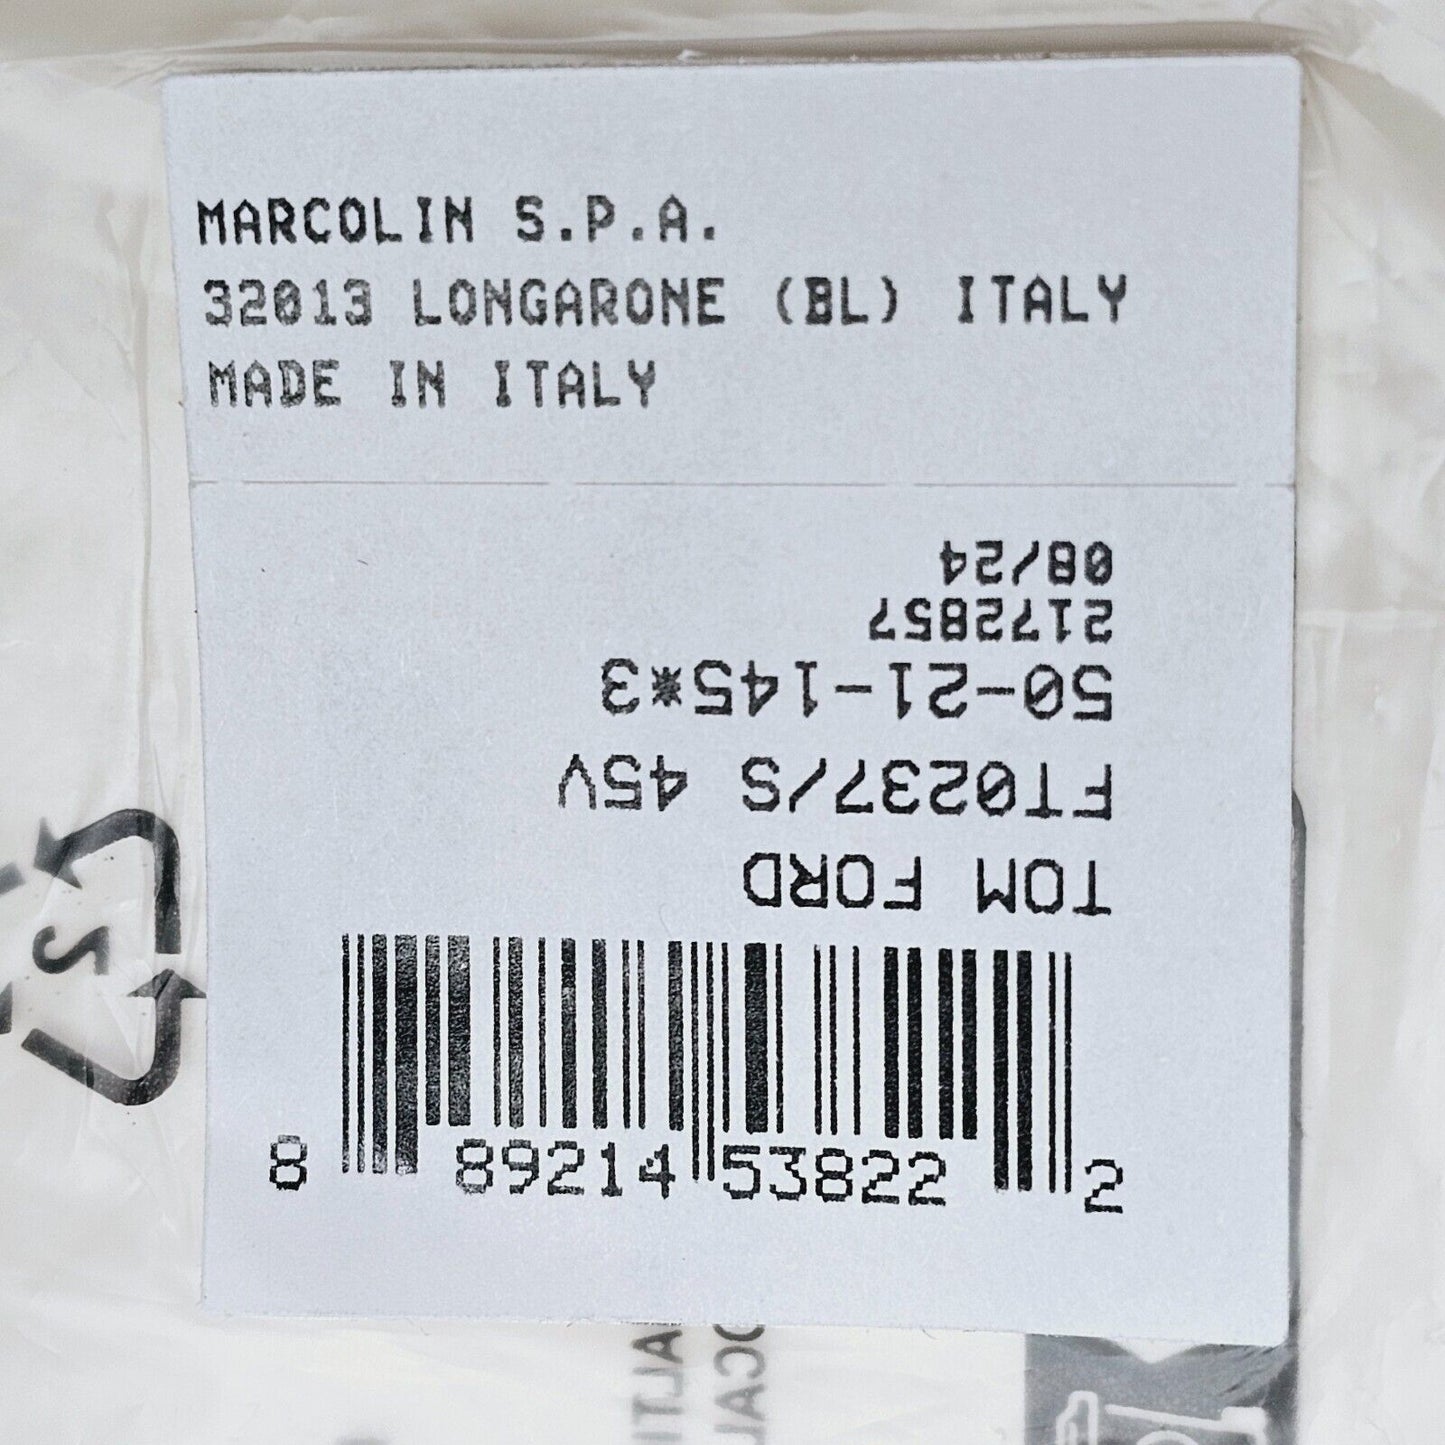 MARCOLIN S.P.A.
32013 LONGARONE (BL) ITALY
MADE IN ITALY
TOM FORD
FT0237/S 45V
50-21-145*3
2172857
08/24
8 89214 53822 2
2